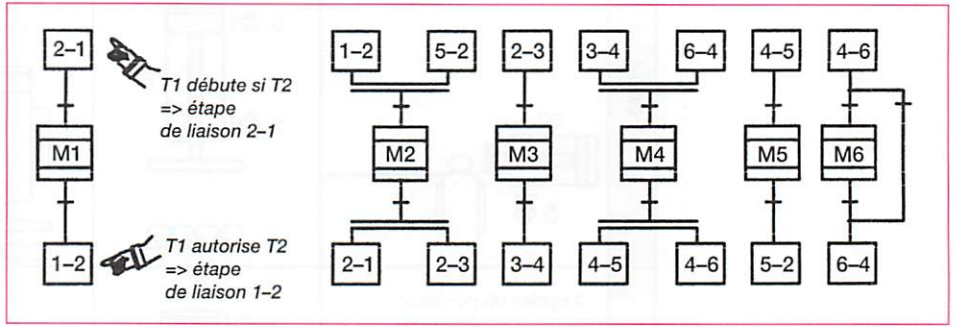 2–1
T1 débute si T2
=> étape
de liaison 2–1
M1
1–2
T1 autorise T2
=> étape
de liaison 1–2
1–2 5–2 2–3 3–4 6–4 4–5 4–6
M2 M3 M4 M5 M6
2–1 2–3 3–4 4–5 4–6 5–2 6–4